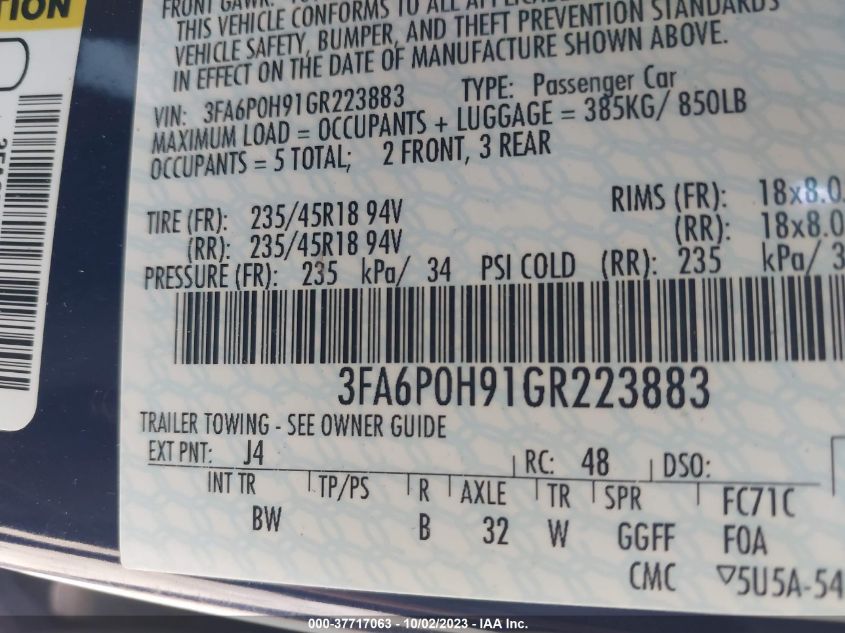 TION
FRONT GAWR:
THIS VEHICLE CONFORMS TO ALL
VEHICLE SAFETY, BUMPER, AND THEFT PREVENTION STANDARDS
IN EFFECT ON THE DATE OF MANUFACTURE SHOWN ABOVE.
VIN: 3FA6P0H91GR223883 TYPE: Passenger Car
MAXIMUM LOAD = OCCUPANTS + LUGGAGE = 385KG/ 850LB
OCCUPANTS = 5 TOTAL; 2 FRONT, 3 REAR
TIRE (FR): 235/45R18 94V RIMS (FR): 18x8.0
(RR): 235/45R18 94V (RR): 18x8.0
PRESSURE (FR): 235 kPa/ 34 PSI COLD (RR): 235 kPa/ 3
3FA6P0H91GR223883
TRAILER TOWING - SEE OWNER GUIDE
EXT PNT: J4 RC: 48 DSO:
INT TR TP/PS R AXLE TR SPR FC71C
BW B 32 W GGFF FOA
CMC ▽5U5A-54
000-37717063 - 10/02/2023 - IAA Inc.